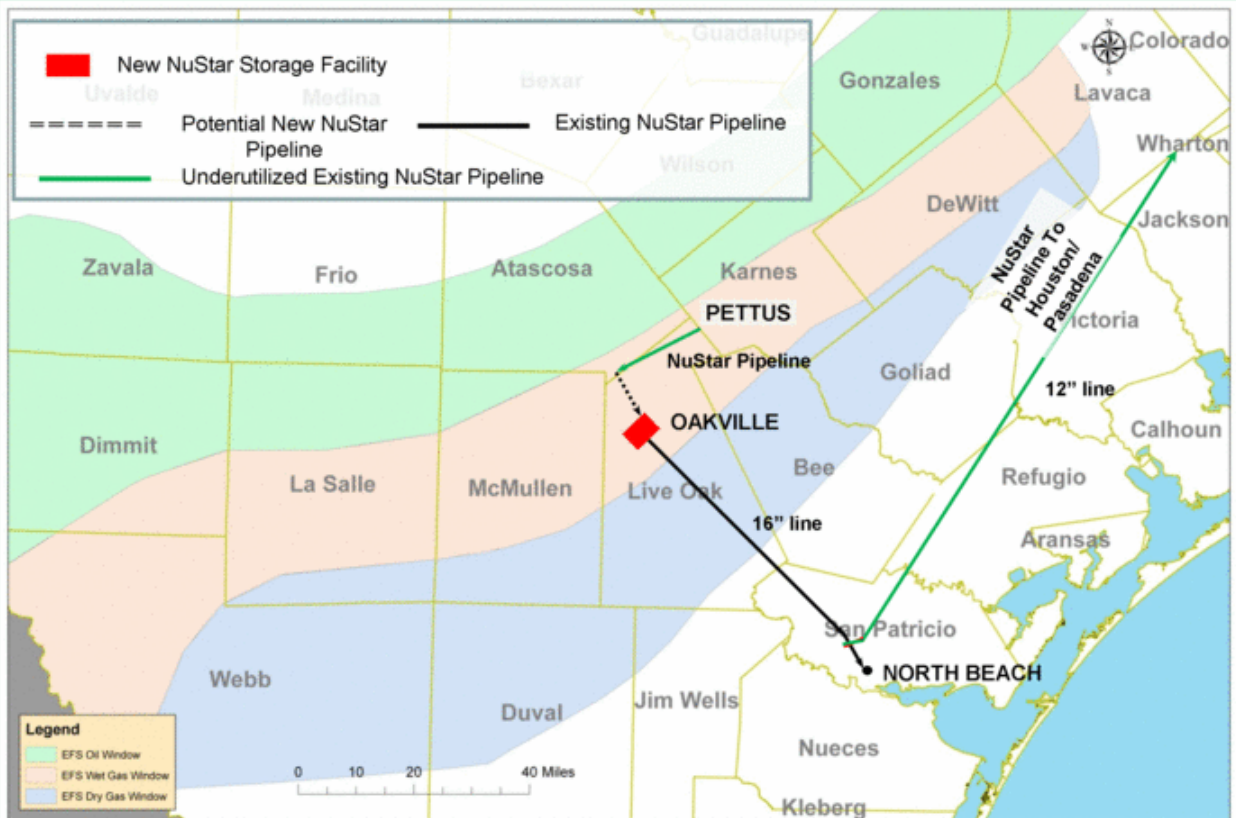 New NuStar Storage Facility
Potential New NuStar
Pipeline
Existing NuStar Pipeline
Underutilized Existing NuStar Pipeline
Guadalupe
Colorado
N
W
S
Uvalde
Medina
Bexar
Gonzales
Lavaca
Wharton
Wilson
DeWitt
Jackson
Zavala
Frio
Atascosa
Karnes
NuStar
Pipeline To
Houston/
Pasadena
ictoria
PETTUS
NuStar Pipeline
Goliad
12” line
OAKVILLE
Calhoun
Dimmit
La Salle
McMullen
Live Oak
Bee
Refugio
16” line
Aransas
San Patricio
NORTH BEACH
Webb
Duval
Jim Wells
Nueces
Kleberg
Legend
EFS Oil Window
EFS Wet Gas Window
EFS Dry Gas Window
0 10 20 40 Miles